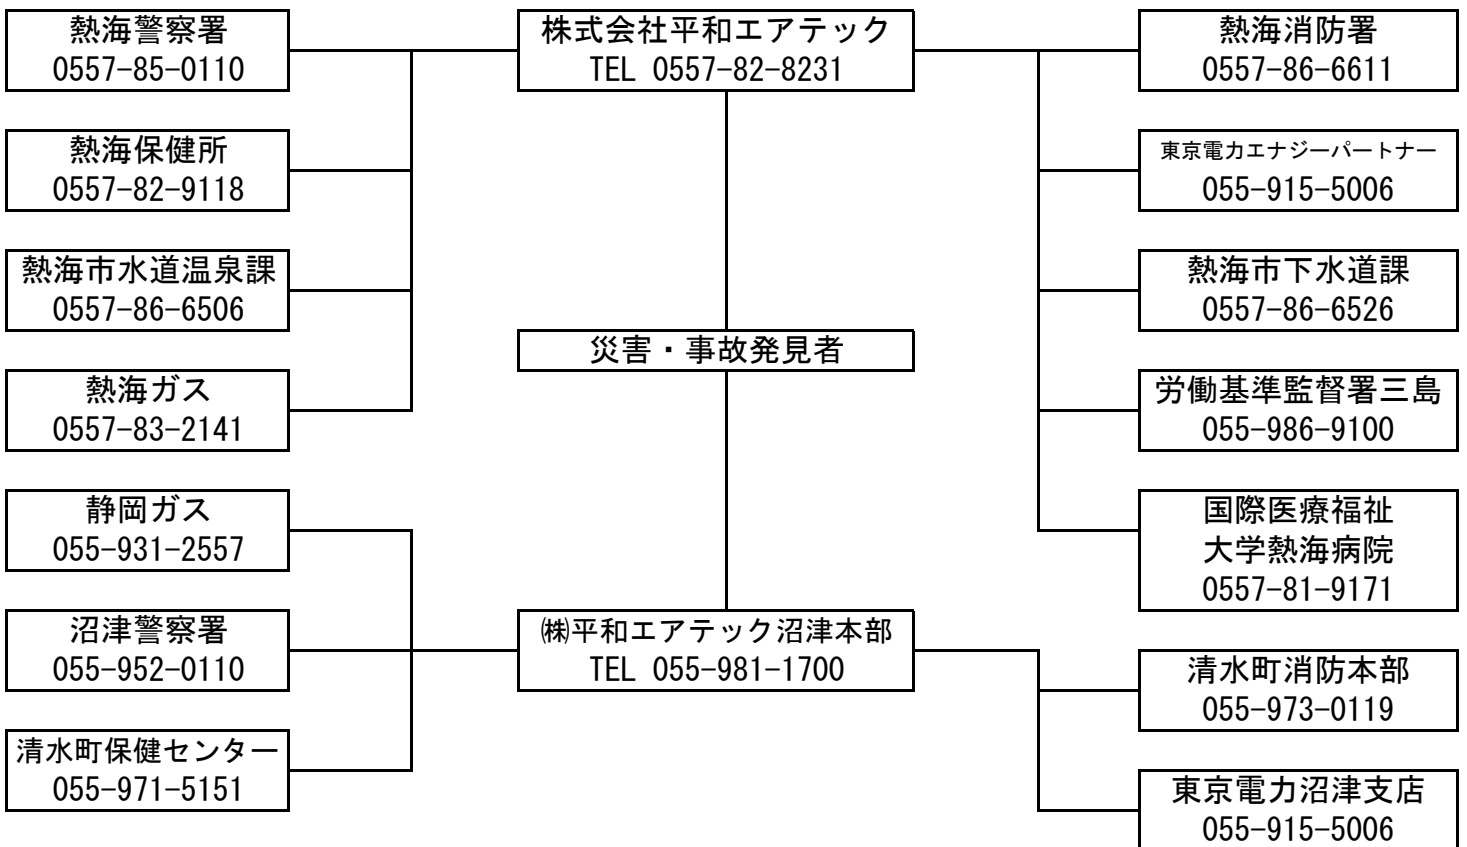 熱海警察署
0557-85-0110
株式会社平和エアテック
TEL 0557-82-8231
熱海消防署
0557-86-6611
熱海保健所
0557-82-9118
東京電力エナジーパートナー
055-915-5006
熱海市水道温泉課
0557-86-6506
熱海市下水道課
0557-86-6526
災害・事故発見者
熱海ガス
0557-83-2141
労働基準監督署三島
055-986-9100
静岡ガス
055-931-2557
国際医療福祉
大学熱海病院
0557-81-9171
沼津警察署
055-952-0110
㈱平和エアテック沼津本部
TEL 055-981-1700
清水町消防本部
055-973-0119
清水町保健センター
055-971-5151
東京電力沼津支店
055-915-5006